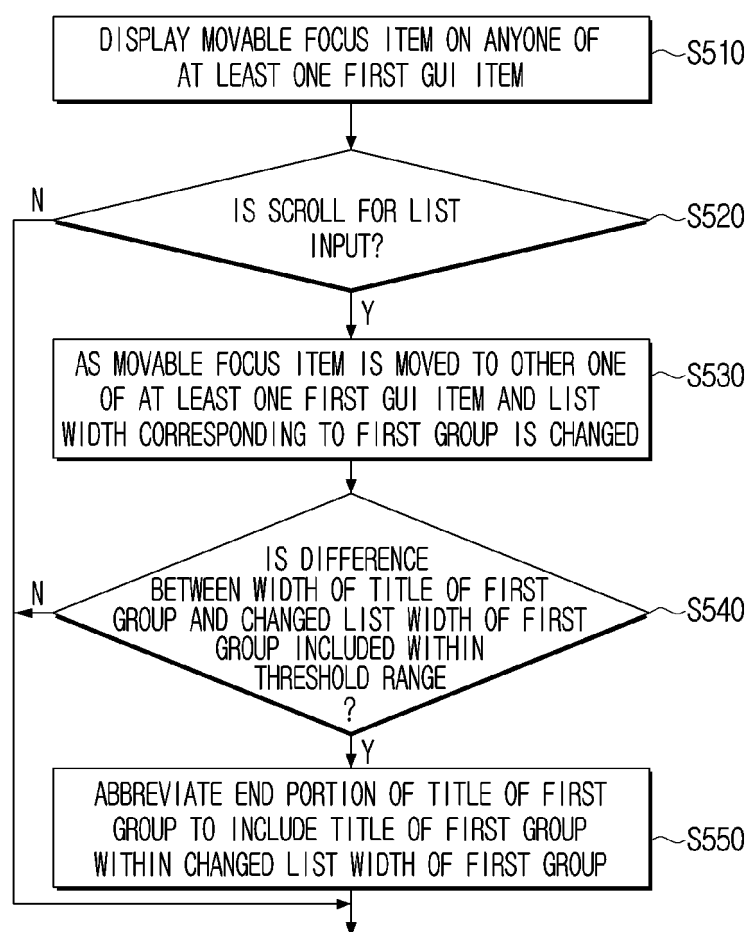 DISPLAY MOVABLE FOCUS ITEM ON ANYONE OF
AT LEAST ONE FIRST GUI ITEM
S510
N
IS SCROLL FOR LIST
INPUT?
S520
Y
AS MOVABLE FOCUS ITEM IS MOVED TO OTHER ONE
OF AT LEAST ONE FIRST GUI ITEM AND LIST
WIDTH CORRESPONDING TO FIRST GROUP IS CHANGED
S530
N
IS DIFFERENCE
BETWEEN WIDTH OF TITLE OF FIRST
GROUP AND CHANGED LIST WIDTH OF FIRST
GROUP INCLUDED WITHIN
THRESHOLD RANGE
?
S540
Y
ABBREVIATE END PORTION OF TITLE OF FIRST
GROUP TO INCLUDE TITLE OF FIRST GROUP
WITHIN CHANGED LIST WIDTH OF FIRST GROUP
S550